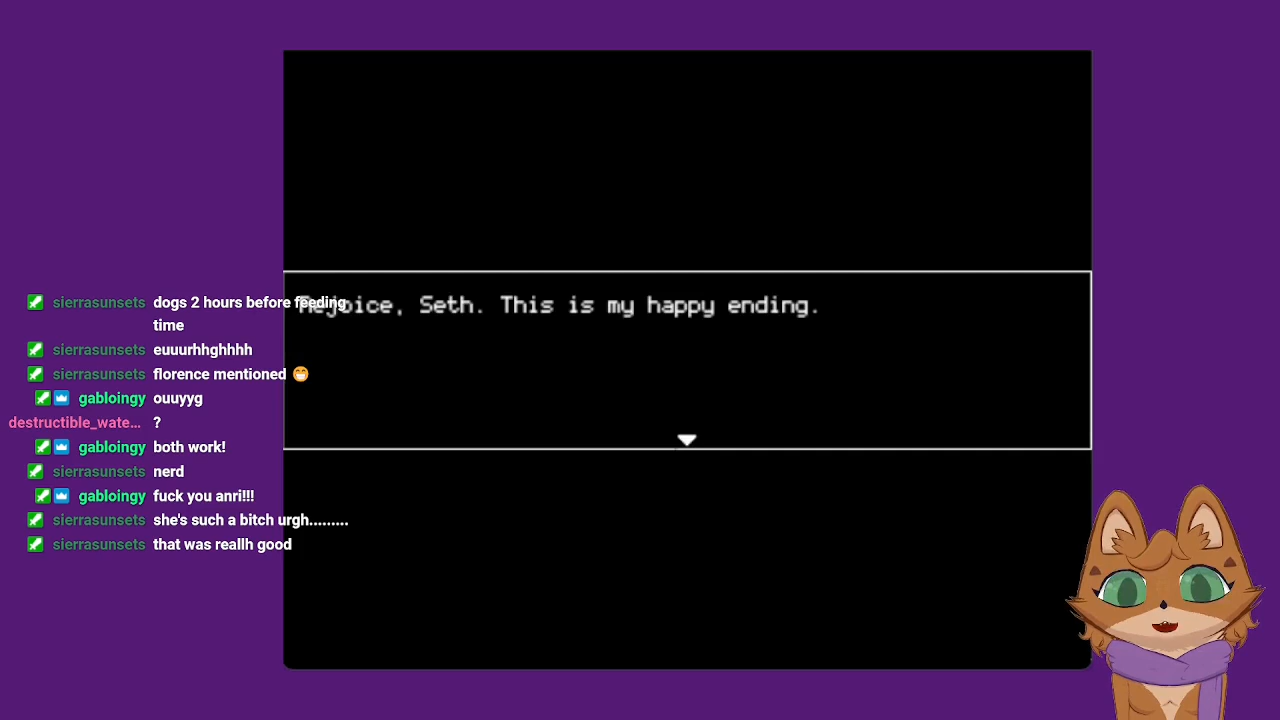 sierrasunsets dogs 2 hours before feeding
time
Rejoice, Seth. This is my happy ending.
sierrasunsets euuurhhghhhh
sierrasunsets florence mentioned 😁
gabloingy ouuyyg
destructible_wate... ?
gabloingy both work!
sierrasunsets nerd
gabloingy fuck you anri!!!
sierrasunsets she's such a bitch urgh.........
sierrasunsets that was reallh good